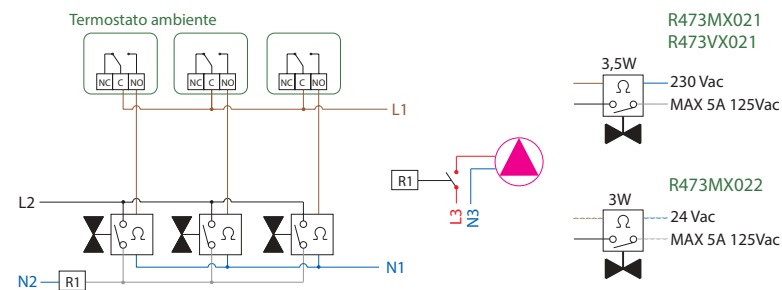 Termostato ambiente
NC C NO
NC C NO
NC C NO
L1
L2
Ω
Ω
Ω
N1
N2
R1
R1
L3
N3
R473MX021
R473VX021
3,5W
Ω
230 Vac
MAX 5A 125Vac
R473MX022
3W
Ω
24 Vac
MAX 5A 125Vac